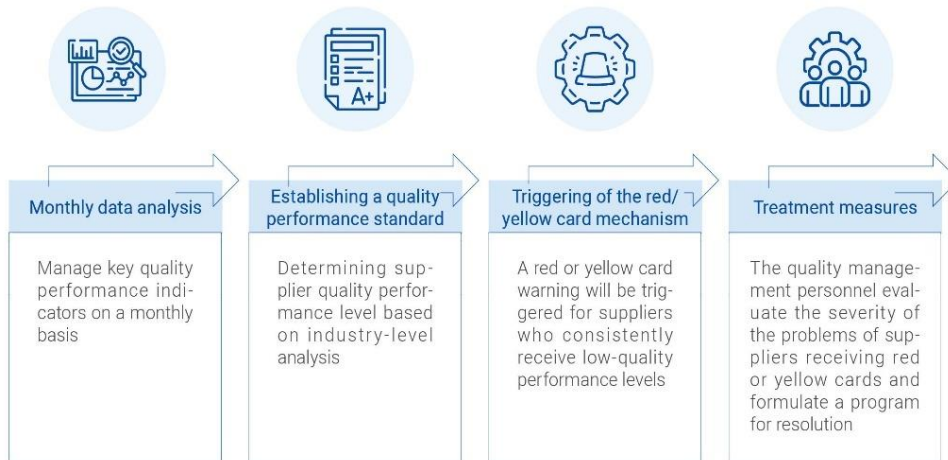 A+
Monthly data analysis
Manage key quality
performance indi-
cators on a monthly
basis
Establishing a quality
performance standard
Determining sup-
plier quality perfor-
mance level based
on industry-level
analysis
Triggering of the red/
yellow card mechanism
A red or yellow card
warning will be trig-
gered for suppliers
who consistently
receive low-quality
performance levels
Treatment measures
The quality manage-
ment personnel eval-
uate the severity of
the problems of sup-
pliers receiving red
or yellow cards and
formulate a program
for resolution